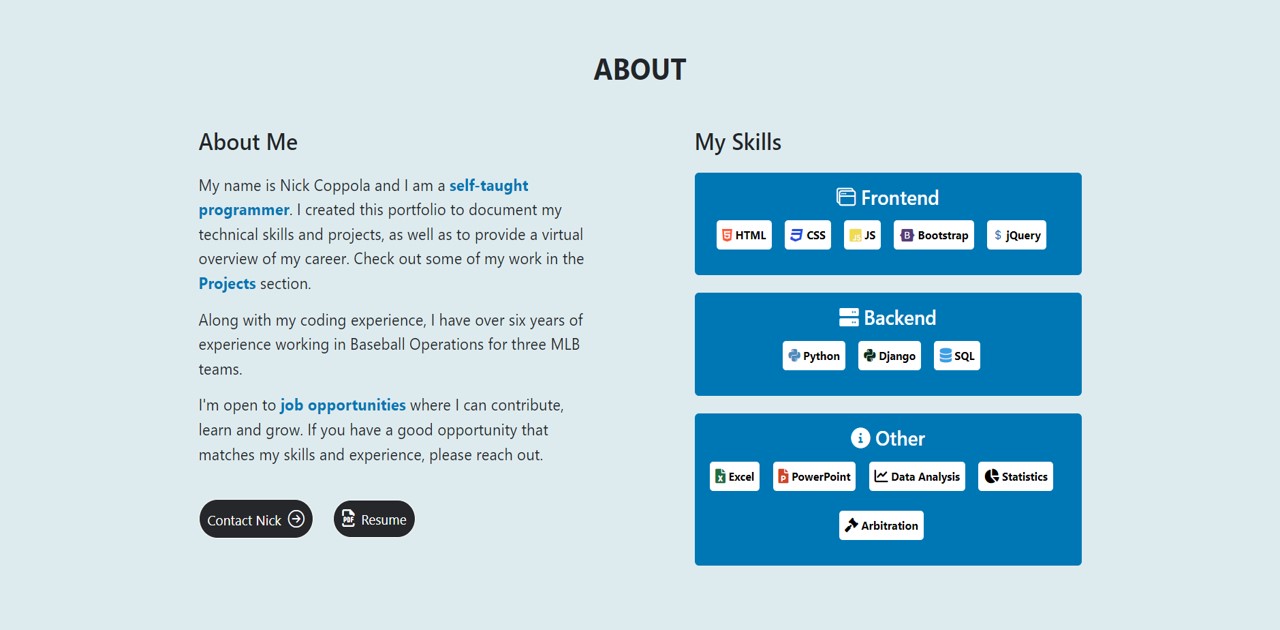 ABOUT
About Me
My name is Nick Coppola and I am a self-taught
programmer. I created this portfolio to document my
technical skills and projects, as well as to provide a virtual
overview of my career. Check out some of my work in the
Projects section.
Along with my coding experience, I have over six years of
experience working in Baseball Operations for three MLB
teams.
I'm open to job opportunities where I can contribute,
learn and grow. If you have a good opportunity that
matches my skills and experience, please reach out.
Contact Nick
PDF Resume
My Skills
Frontend
HTML CSS JS Bootstrap $ jQuery
Backend
Python Django SQL
Other
Excel PowerPoint Data Analysis Statistics
Arbitration